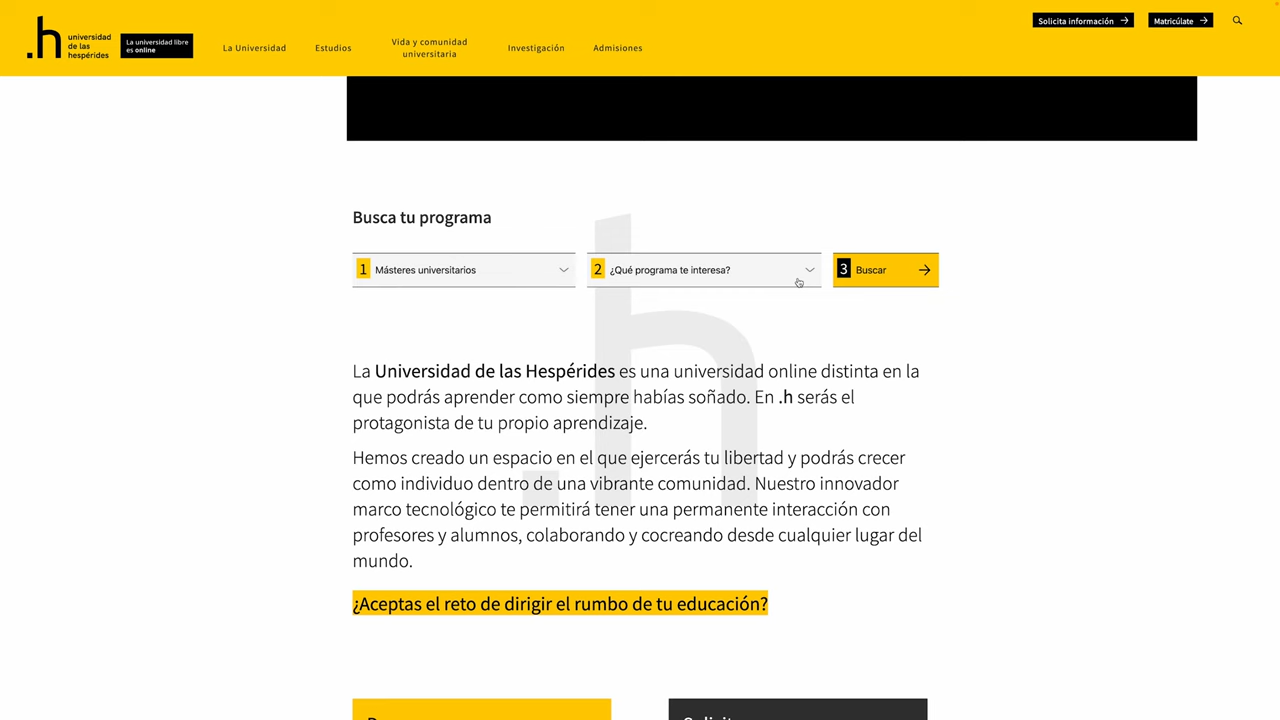 .h universidad
de las
hespérides
La universidad libre
es online
La Universidad
Estudios
Vida y comunidad
universitaria
Investigación
Admisiones
Solicita información
Matricúlate
Busca tu programa
1 Másteres universitarios
2 ¿Qué programa te interesa?
3 Buscar
.h
La Universidad de las Hespérides es una universidad online distinta en la
que podrás aprender como siempre habías soñado. En .h serás el
protagonista de tu propio aprendizaje.
Hemos creado un espacio en el que ejercerás tu libertad y podrás crecer
como individuo dentro de una vibrante comunidad. Nuestro innovador
marco tecnológico te permitirá tener una permanente interacción con
profesores y alumnos, colaborando y cocreando desde cualquier lugar del
mundo.
¿Aceptas el reto de dirigir el rumbo de tu educación?